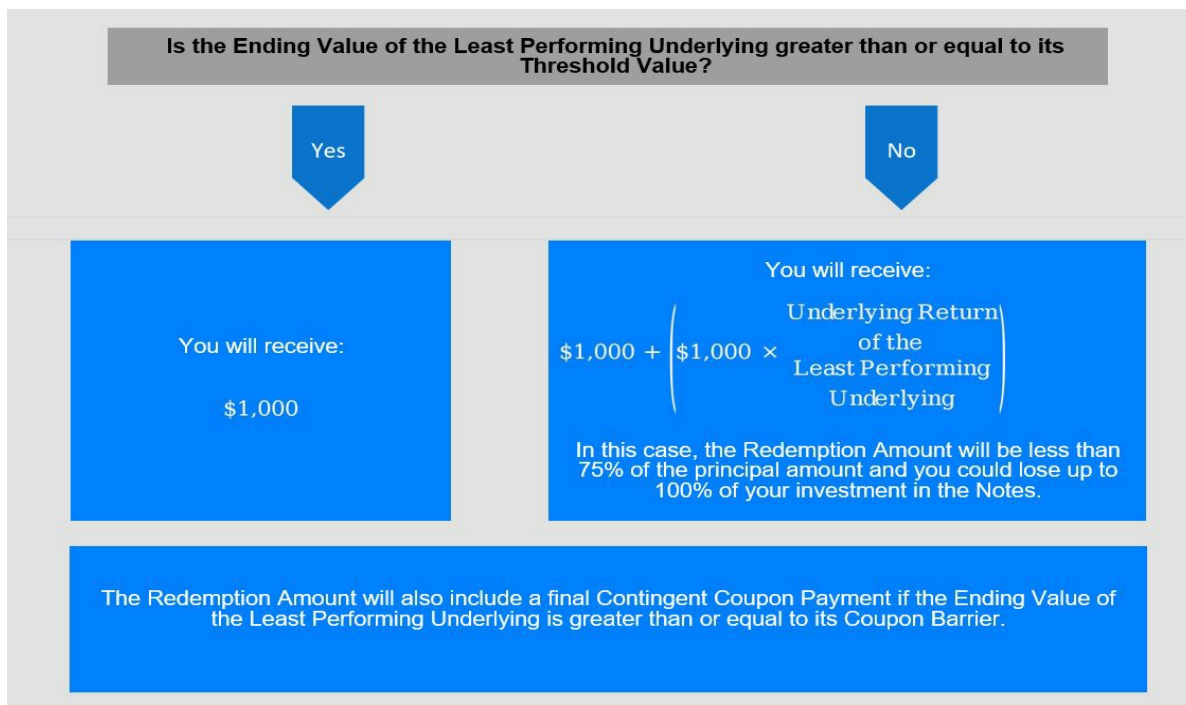 Is the Ending Value of the Least Performing Underlying greater than or equal to its
Threshold Value?
Yes
No
You will receive:
$1,000
You will receive:
$1,000 + ($1,000 × Underlying Return
of the
Least Performing
Underlying)
In this case, the Redemption Amount will be less than
75% of the principal amount and you could lose up to
100% of your investment in the Notes.
The Redemption Amount will also include a final Contingent Coupon Payment if the Ending Value of
the Least Performing Underlying is greater than or equal to its Coupon Barrier.